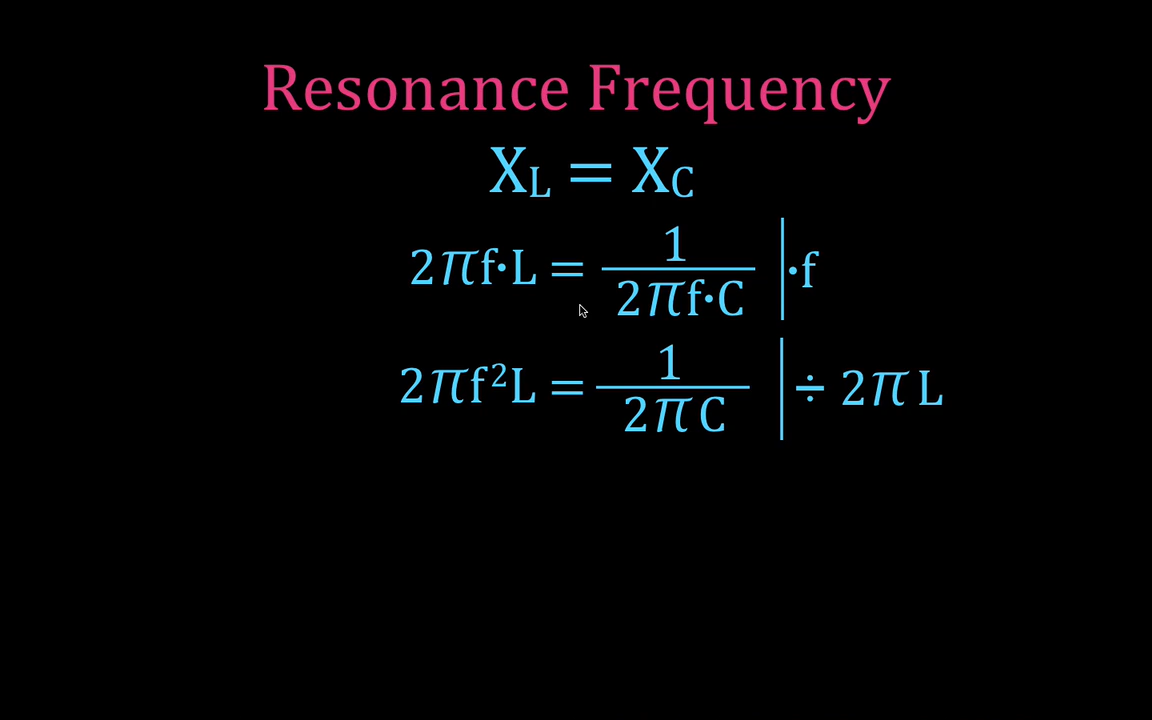 Resonance Frequency
X_L = X_C
2πf·L = 1/(2πf·C) | ·f
2πf²L = 1/(2πC) | ÷ 2πL